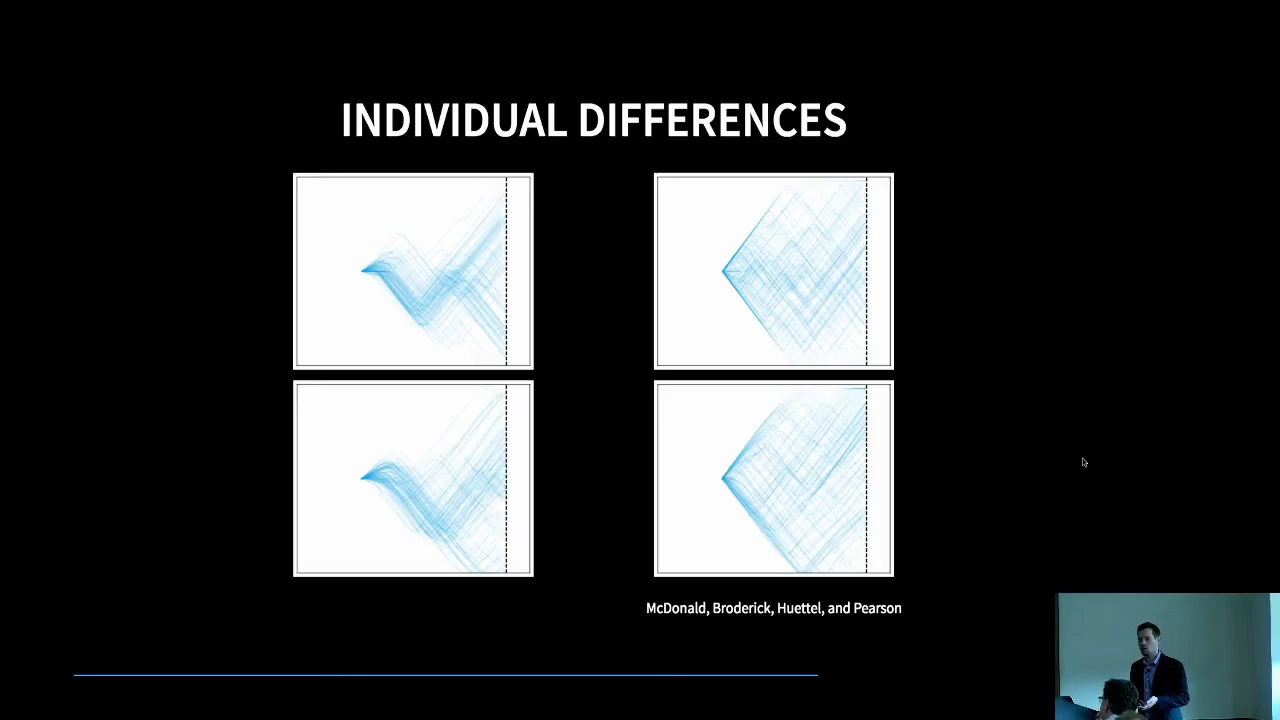 INDIVIDUAL DIFFERENCES
McDonald, Broderick, Huettel, and Pearson